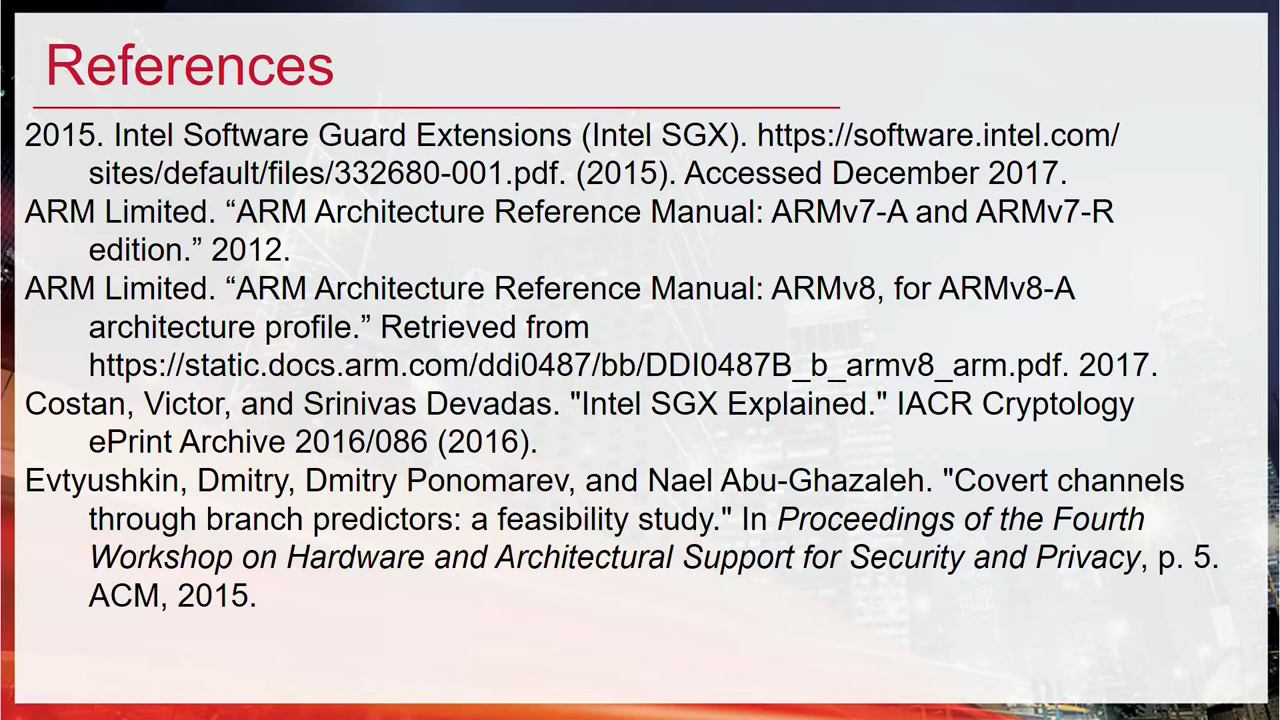 References
2015. Intel Software Guard Extensions (Intel SGX). https://software.intel.com/
sites/default/files/332680-001.pdf. (2015). Accessed December 2017.
ARM Limited. “ARM Architecture Reference Manual: ARMv7-A and ARMv7-R
edition.” 2012.
ARM Limited. “ARM Architecture Reference Manual: ARMv8, for ARMv8-A
architecture profile.” Retrieved from
https://static.docs.arm.com/ddi0487/bb/DDI0487B_b_armv8_arm.pdf. 2017.
Costan, Victor, and Srinivas Devadas. "Intel SGX Explained." IACR Cryptology
ePrint Archive 2016/086 (2016).
Evtyushkin, Dmitry, Dmitry Ponomarev, and Nael Abu-Ghazaleh. "Covert channels
through branch predictors: a feasibility study." In Proceedings of the Fourth
Workshop on Hardware and Architectural Support for Security and Privacy, p. 5.
ACM, 2015.